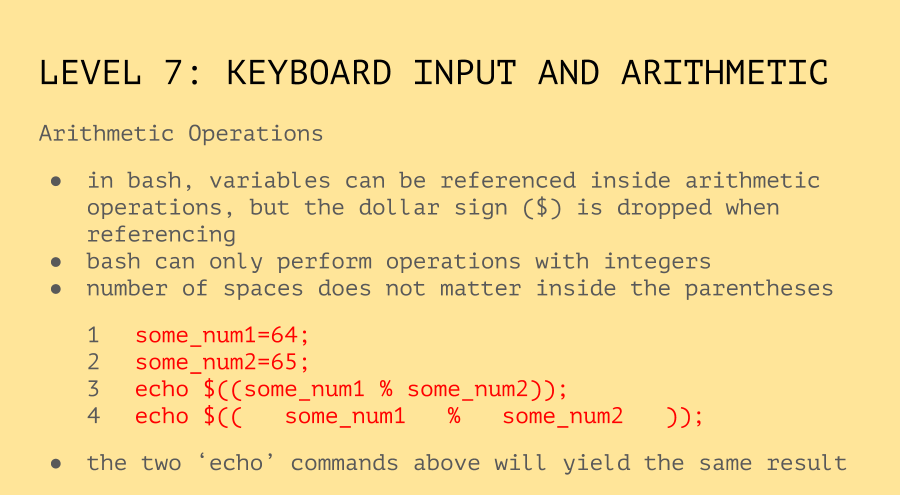 LEVEL 7: KEYBOARD INPUT AND ARITHMETIC
Arithmetic Operations
● in bash, variables can be referenced inside arithmetic
operations, but the dollar sign ($) is dropped when
referencing
● bash can only perform operations with integers
● number of spaces does not matter inside the parentheses
1 some_num1=64;
2 some_num2=65;
3 echo $((some_num1 % some_num2));
4 echo $((   some_num1   %   some_num2   ));
● the two ‘echo’ commands above will yield the same result